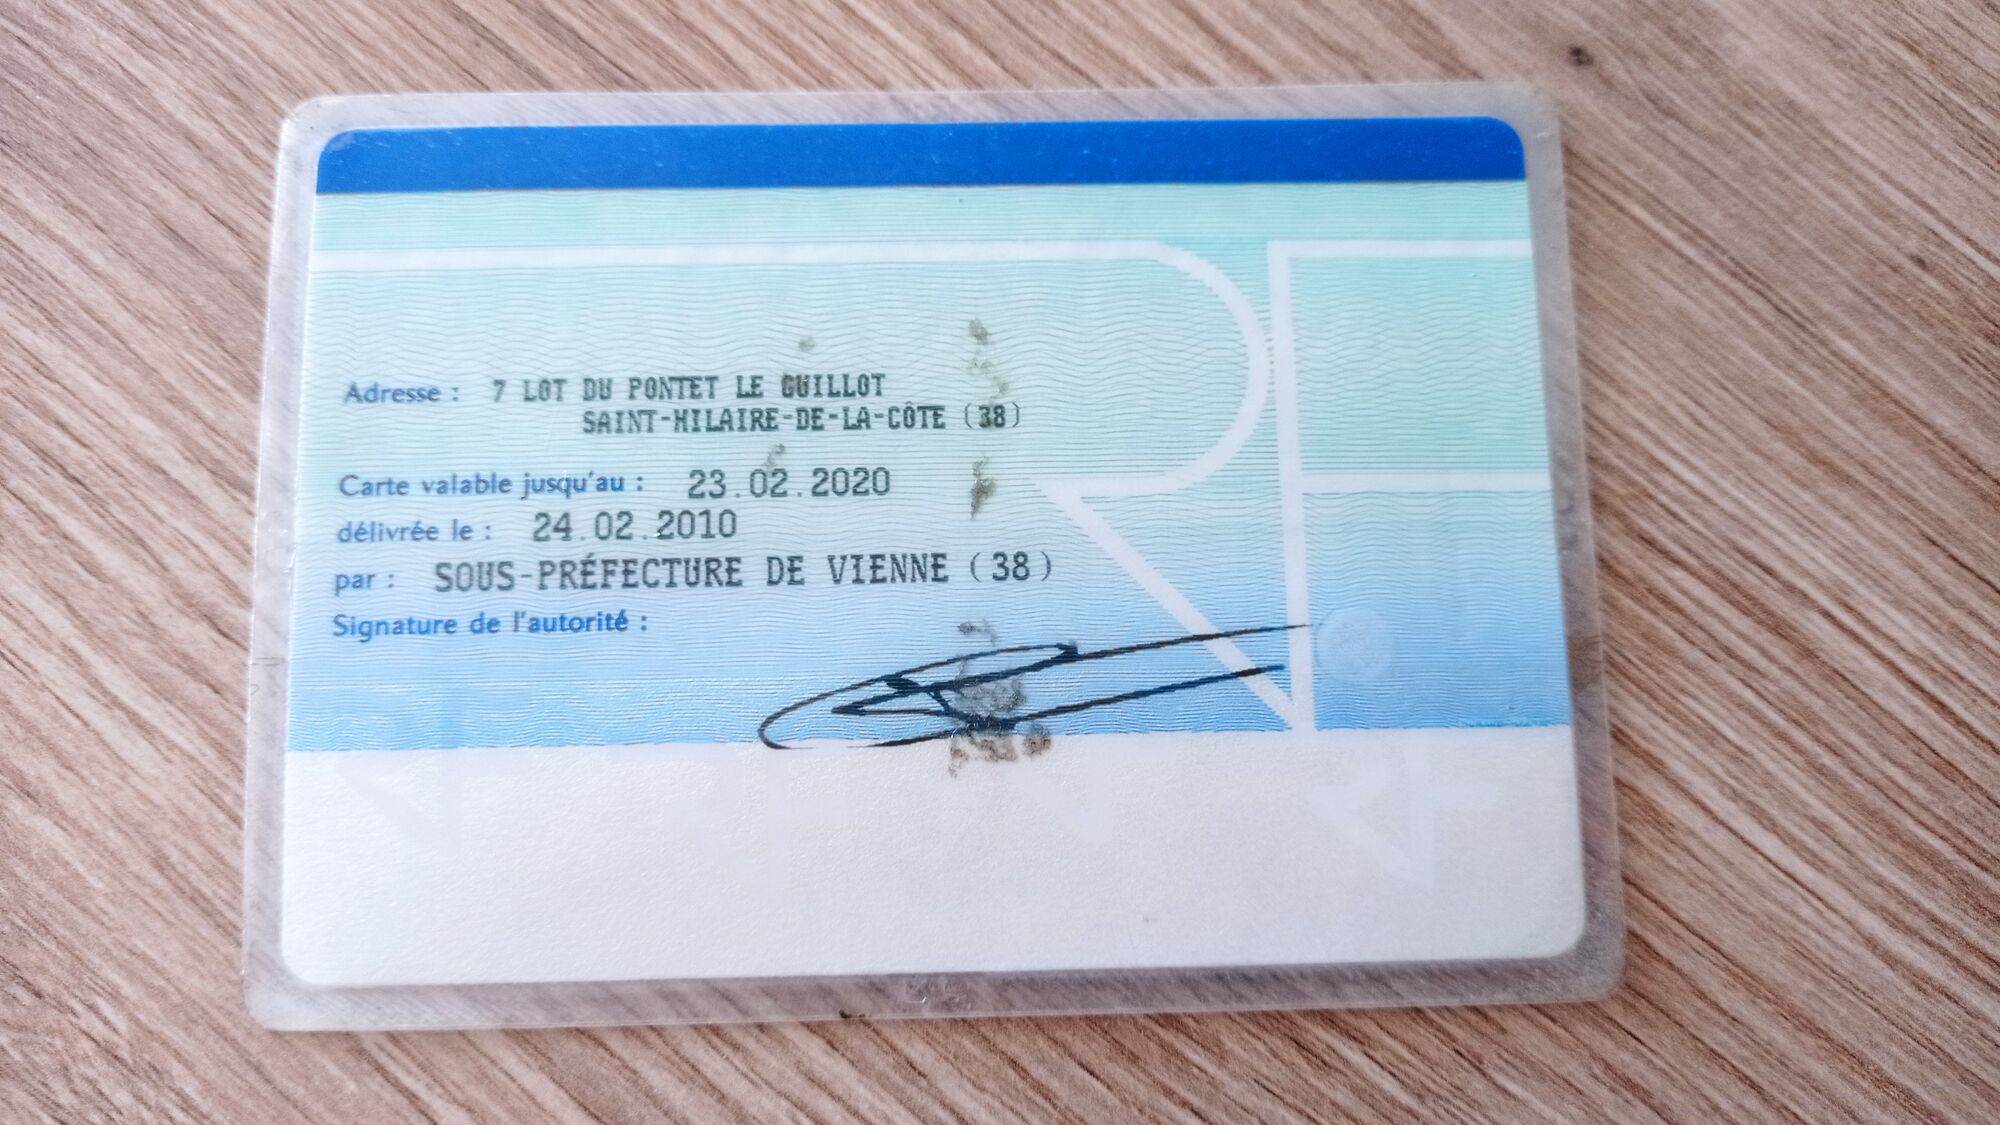 Adresse : 7 LOT DU PONTET LE GUILLOT
SAINT-HILAIRE-DE-LA-CÔTE (38)
Carte valable jusqu'au : 23.02.2020
délivrée le : 24.02.2010
par : SOUS-PRÉFECTURE DE VIENNE (38)
Signature de l'autorité :
RF